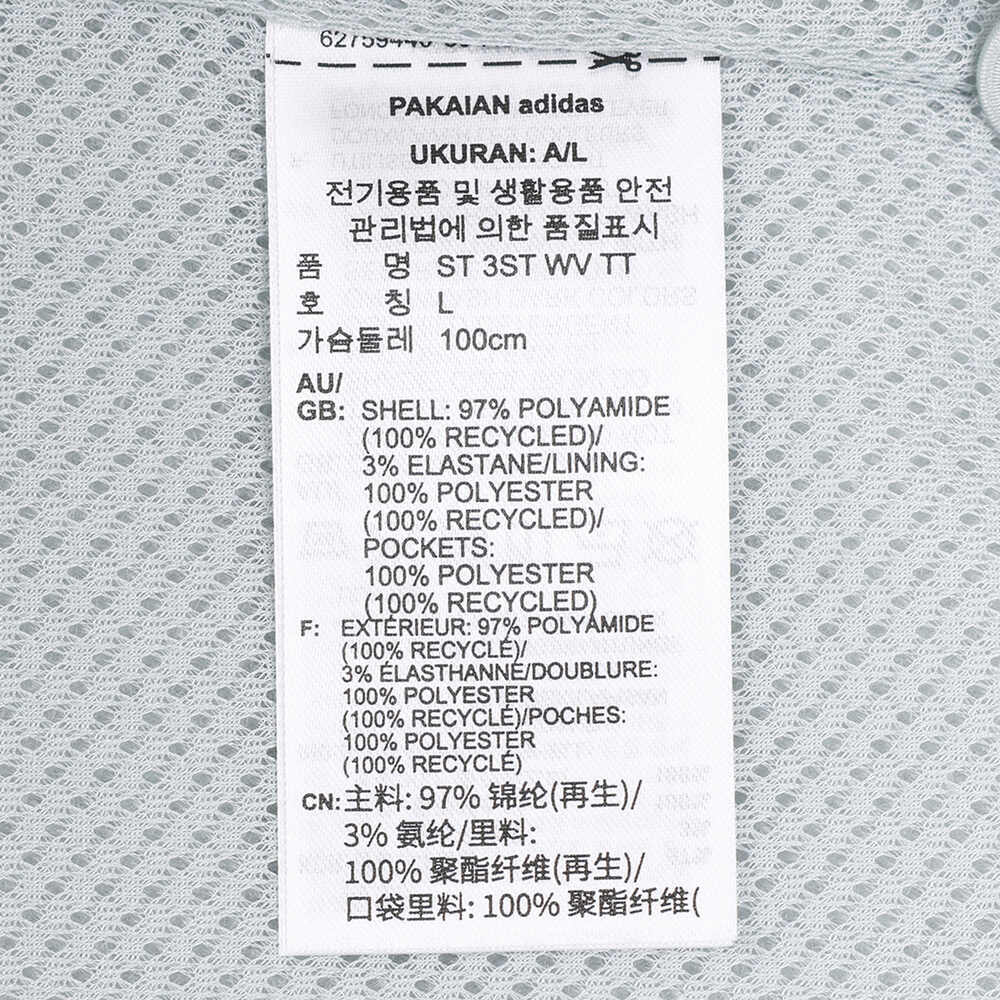 PAKAIAN adidas
UKURAN: A/L
전기용품 및 생활용품 안전
관리법에 의한 품질표시
품 명 ST 3ST WV TT
호 칭 L
가슴둘레 100cm
AU/
GB: SHELL: 97% POLYAMIDE
(100% RECYCLED)/
3% ELASTANE/LINING:
100% POLYESTER
(100% RECYCLED)/
POCKETS:
100% POLYESTER
(100% RECYCLED)
F: EXTÉRIEUR: 97% POLYAMIDE
(100% RECYCLÉ)/
3% ÉLASTHANNE/DOUBLURE:
100% POLYESTER
(100% RECYCLÉ)/POCHES:
100% POLYESTER
(100% RECYCLÉ)
CN: 主料: 97% 锦纶(再生)/
3% 氨纶/里料:
100% 聚酯纤维(再生)/
口袋里料: 100% 聚酯纤维(